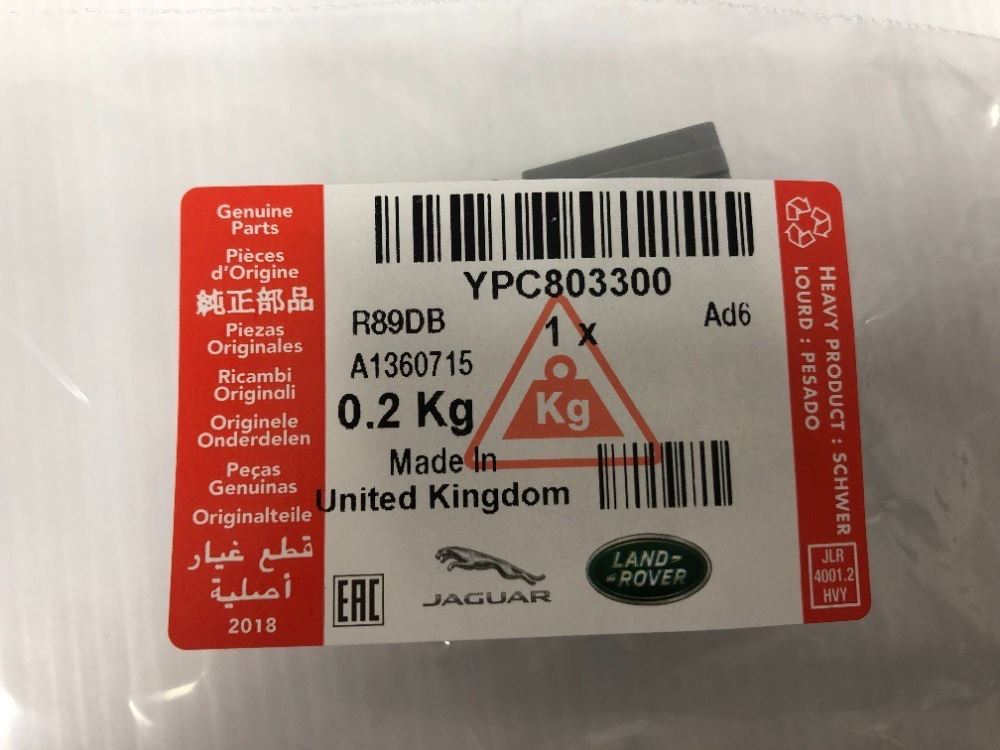 Genuine
Parts
Pièces
d'Origine
純正部品
Piezas
Originales
Ricambi
Originali
Originele
Onderdelen
Peças
Genuinas
Originalteile
قطع غيار
أصلية
2018
YPC803300
R89DB
1 x
Ad6
A1360715
0.2 Kg
Kg
Made In
United Kingdom
EAC
JAGUAR
LAND-
-ROVER
HEAVY PRODUCT : SCHWER
LOURD : PESADO
JLR
4001.2
HVY